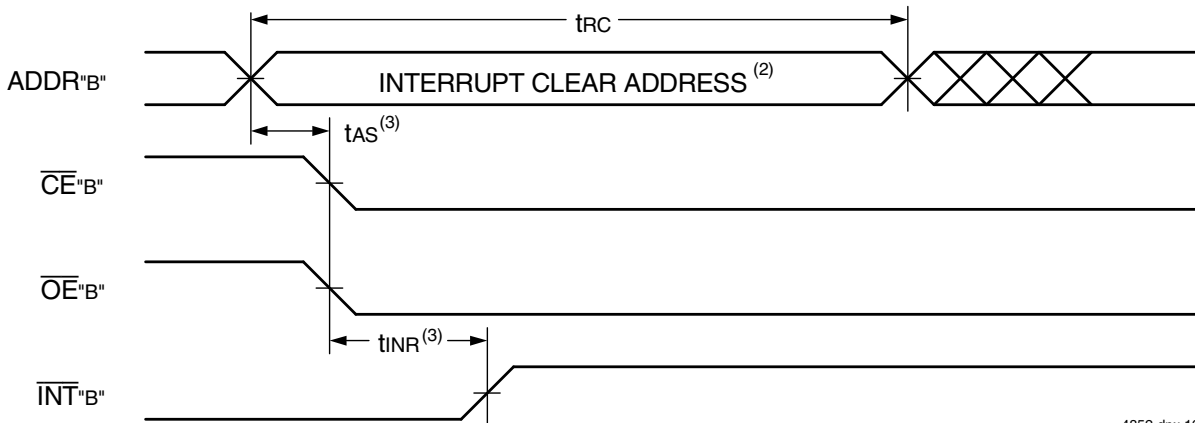 tRC
ADDR"B"
INTERRUPT CLEAR ADDRESS (2)
tAS(3)
CE"B"
OE"B"
tINR(3)
INT"B"